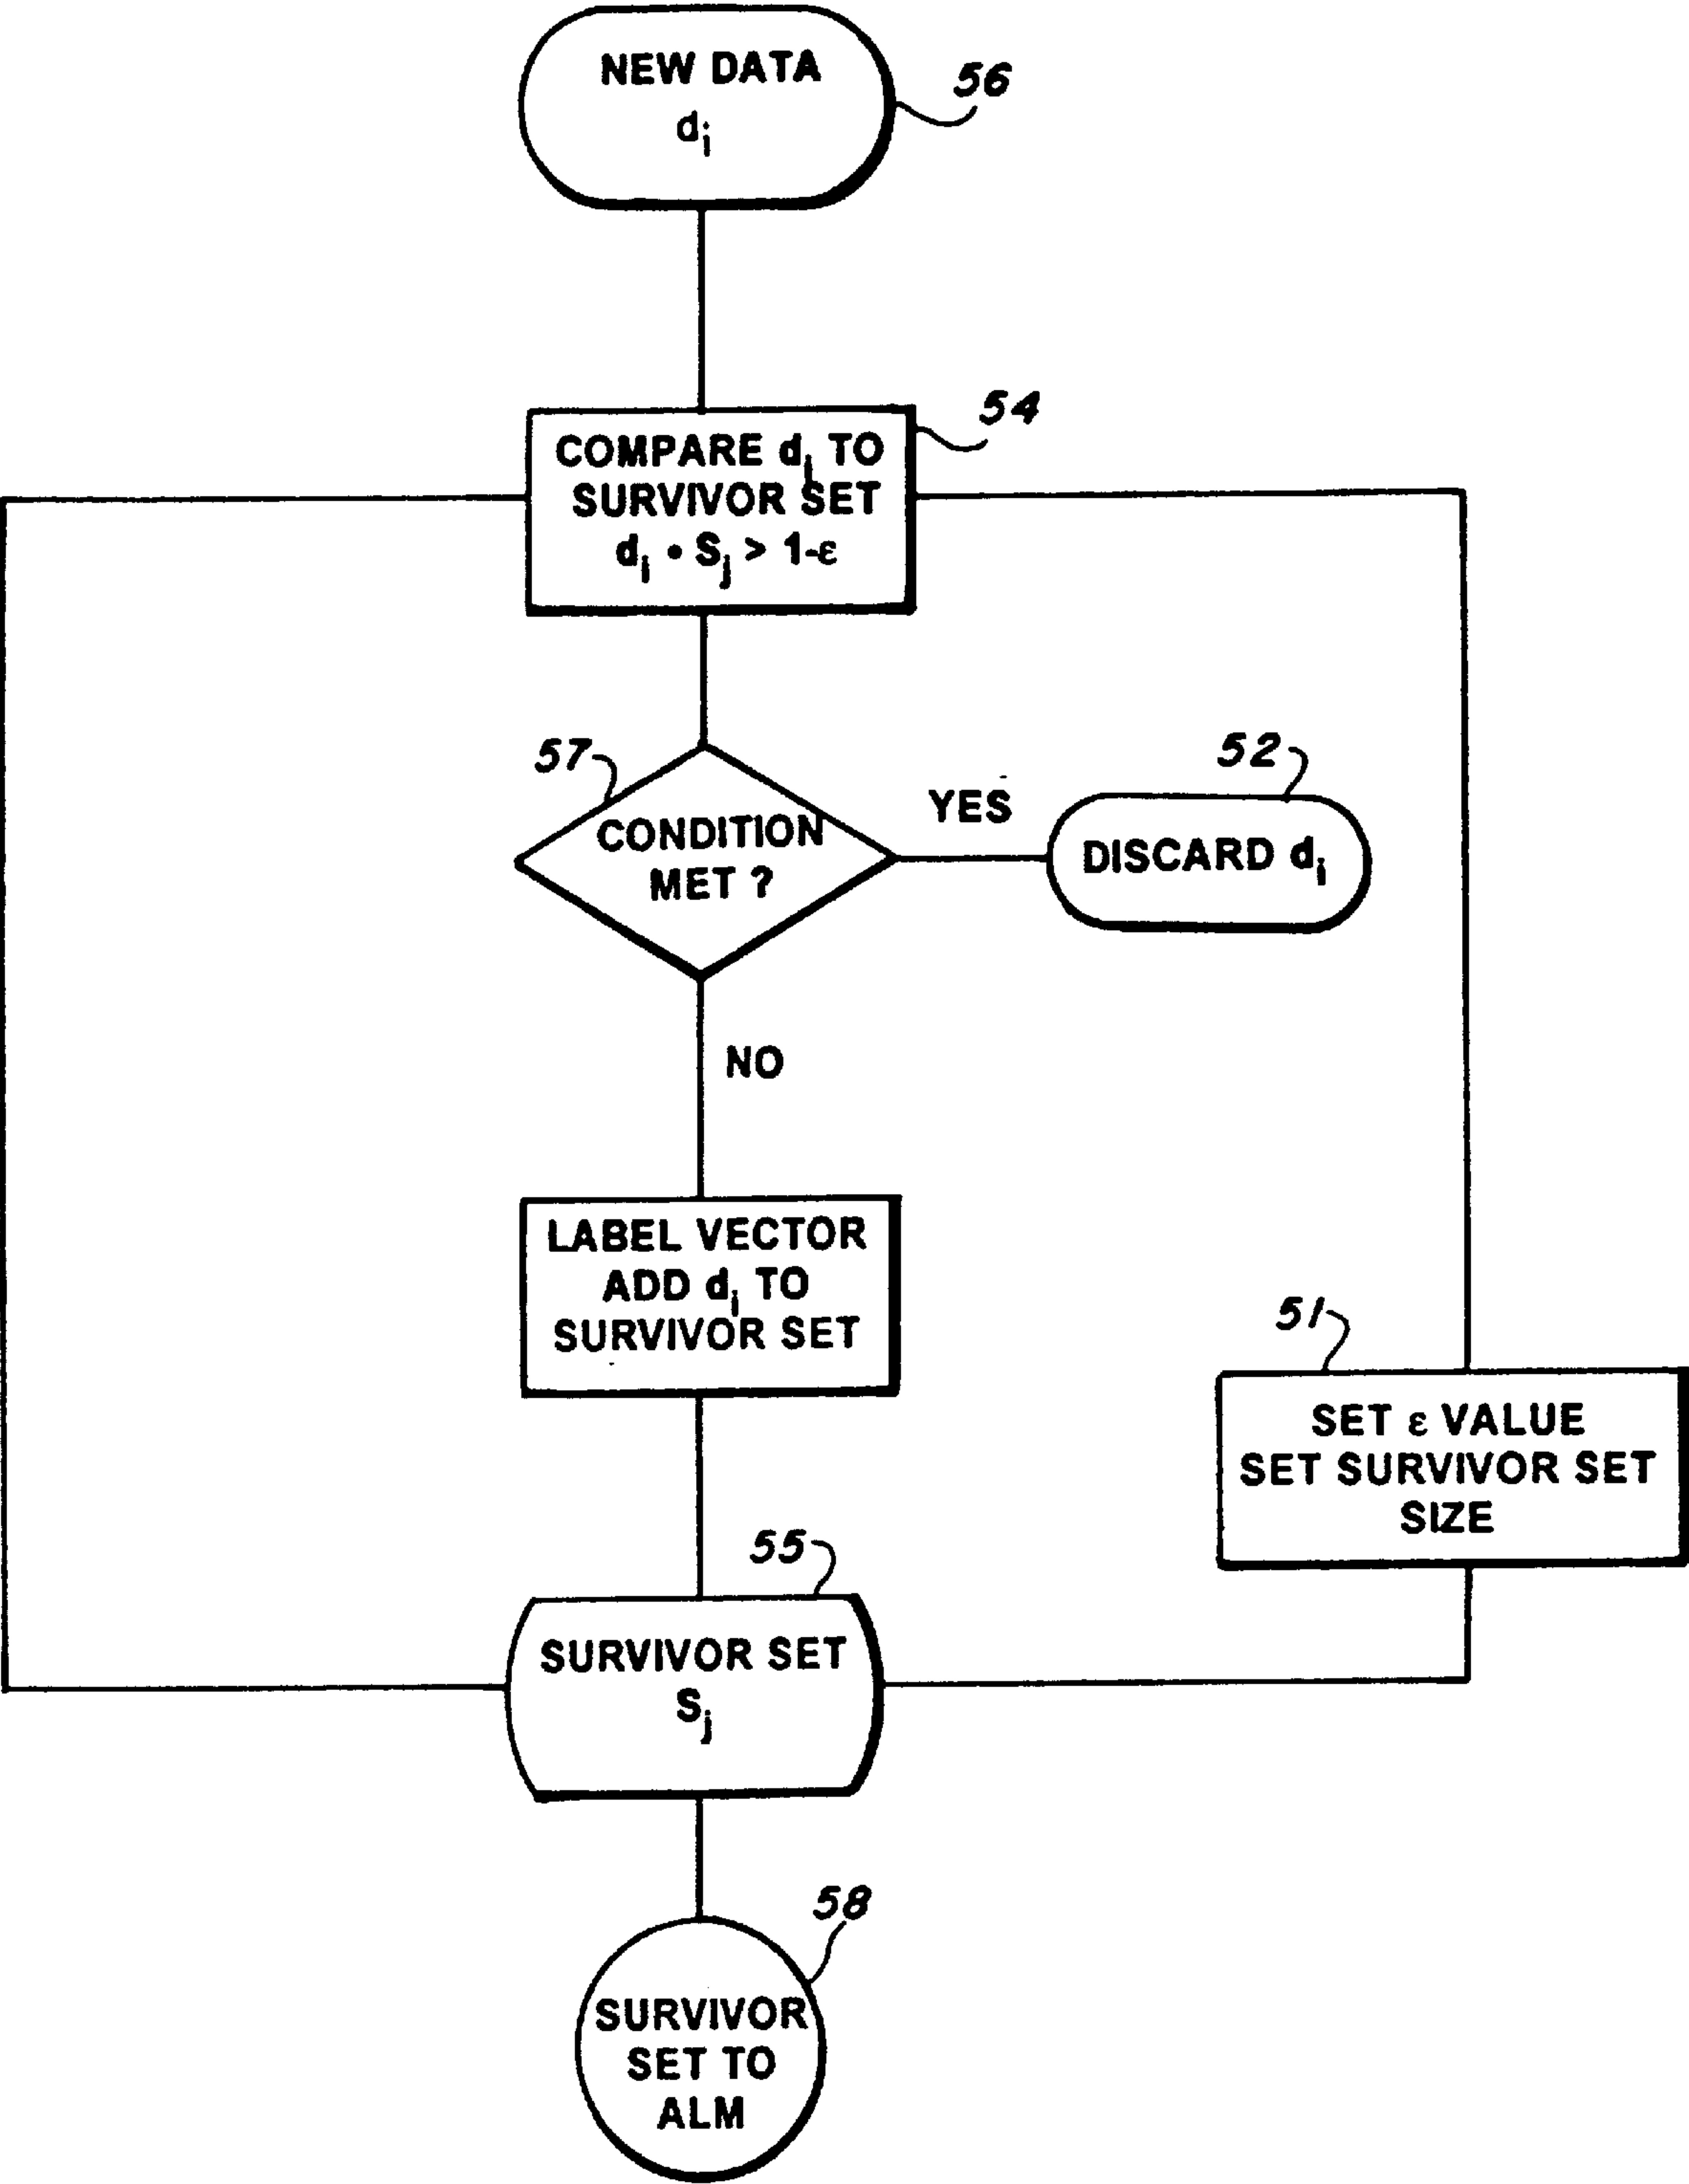 NEW DATA
di
56
54
COMPARE di TO
SURVIVOR SET
di • Sj > 1-ε
57
CONDITION
MET ?
YES
52
DISCARD di
NO
LABEL VECTOR
ADD di TO
SURVIVOR SET
51
SET ε VALUE
SET SURVIVOR SET
SIZE
55
SURVIVOR SET
Sj
58
SURVIVOR
SET TO
ALM